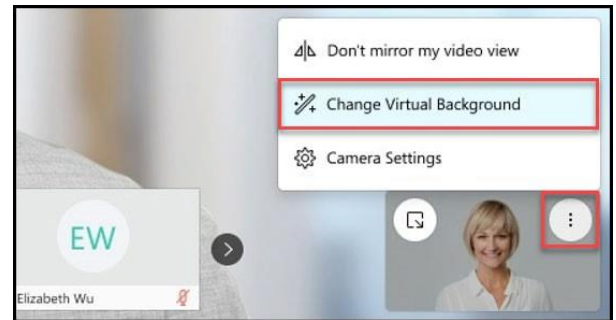 Don't mirror my video view
Change Virtual Background
Camera Settings
EW
Elizabeth Wu